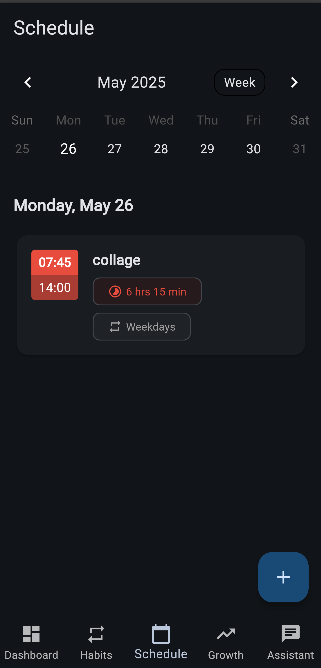 Schedule
May 2025 Week
Sun Mon Tue Wed Thu Fri Sat
25 26 27 28 29 30 31
Monday, May 26
07:45 collage
14:00 6 hrs 15 min
Weekdays
Dashboard Habits Schedule Growth Assistant